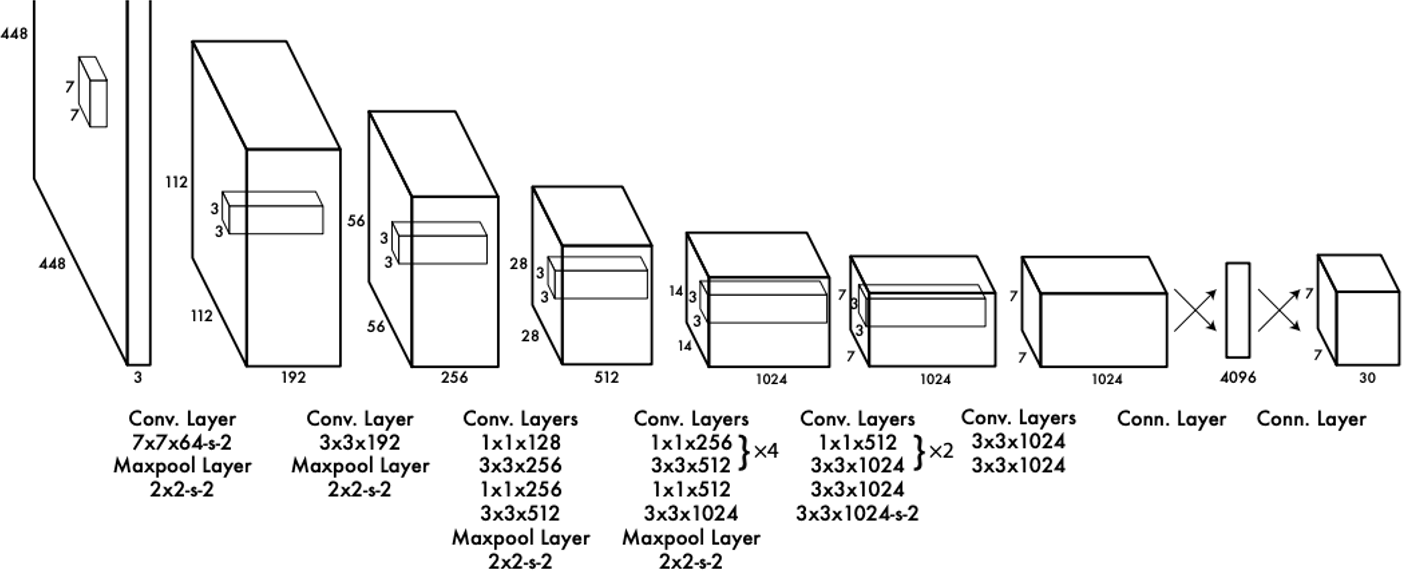 448
7
7
448
3
112
3
3
112
192
56
3
3
56
256
28
3
3
28
512
14
3
3
14
1024
7
3
3
7
1024
7
7
1024
4096
7
7
30
Conv. Layer
7x7x64-s-2
Maxpool Layer
2x2-s-2
Conv. Layer
3x3x192
Maxpool Layer
2x2-s-2
Conv. Layers
1x1x128
3x3x256
1x1x256
3x3x512
Maxpool Layer
2x2-s-2
Conv. Layers
1x1x256
3x3x512
}×4
1x1x512
3x3x1024
Maxpool Layer
2x2-s-2
Conv. Layers
1x1x512
3x3x1024
}×2
3x3x1024
3x3x1024-s-2
Conv. Layers
3x3x1024
3x3x1024
Conn. Layer
Conn. Layer